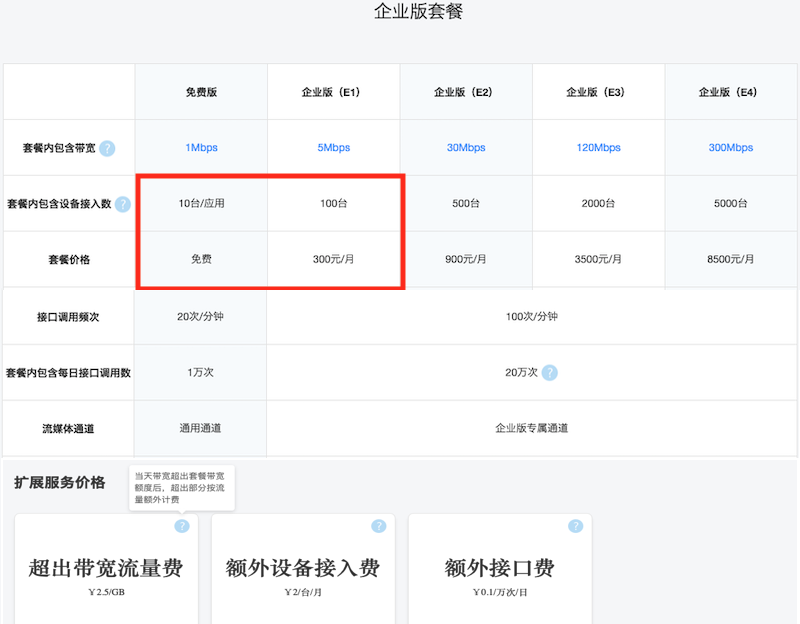 企业版套餐
免费版 企业版（E1） 企业版（E2） 企业版（E3） 企业版（E4）
套餐内包含带宽 ? 1Mbps 5Mbps 30Mbps 120Mbps 300Mbps
套餐内包含设备接入数 ? 10台/应用 100台 500台 2000台 5000台
套餐价格 免费 300元/月 900元/月 3500元/月 8500元/月
接口调用频次 20次/分钟 100次/分钟
套餐内包含每日接口调用数 1万次 20万次 ?
流媒体通道 通用通道 企业版专属通道
扩展服务价格
当天带宽超出套餐带宽
额度后，超出部分按流
量额外计费
? ? ?
超出带宽流量费 额外设备接入费 额外接口费
￥2.5/GB ￥2/台/月 ￥0.1/万次/日